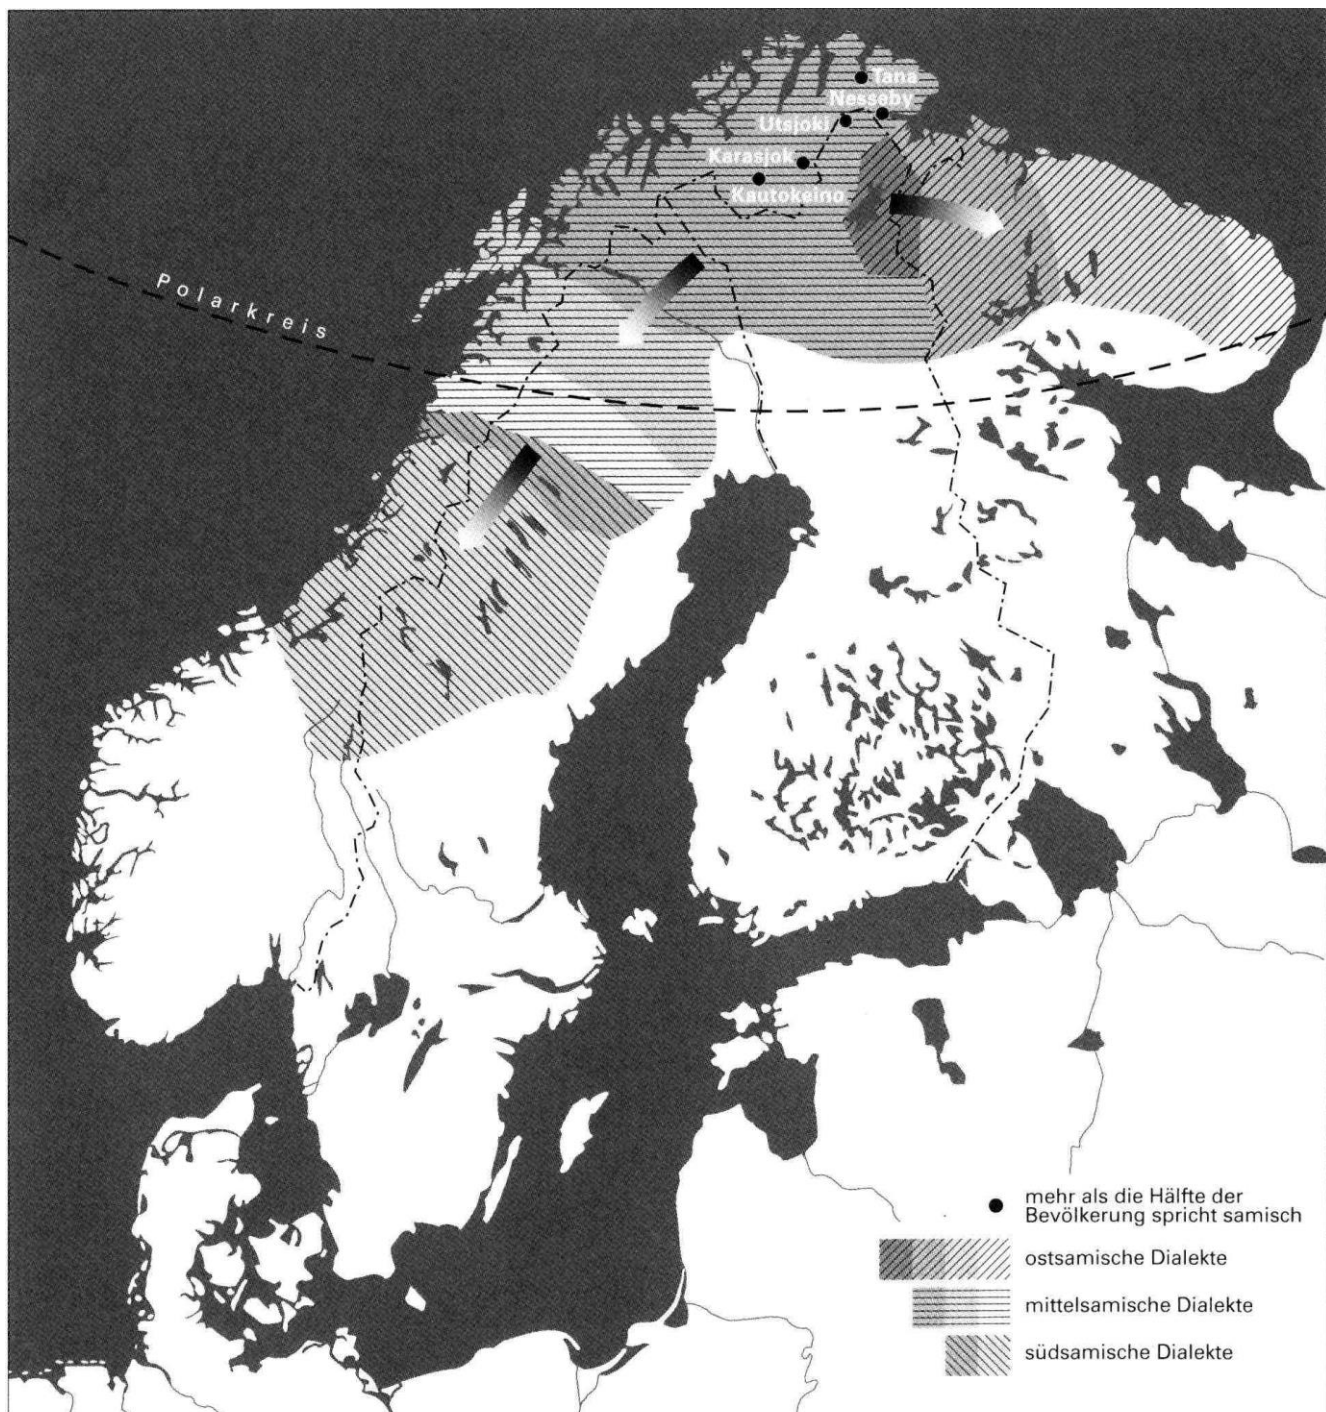 Tana
Nesseby
Utsjoki
Karasjok
Kautokeino
Polarkreis
mehr als die Hälfte der
Bevölkerung spricht samisch
ostsamische Dialekte
mittelsamische Dialekte
südsamische Dialekte